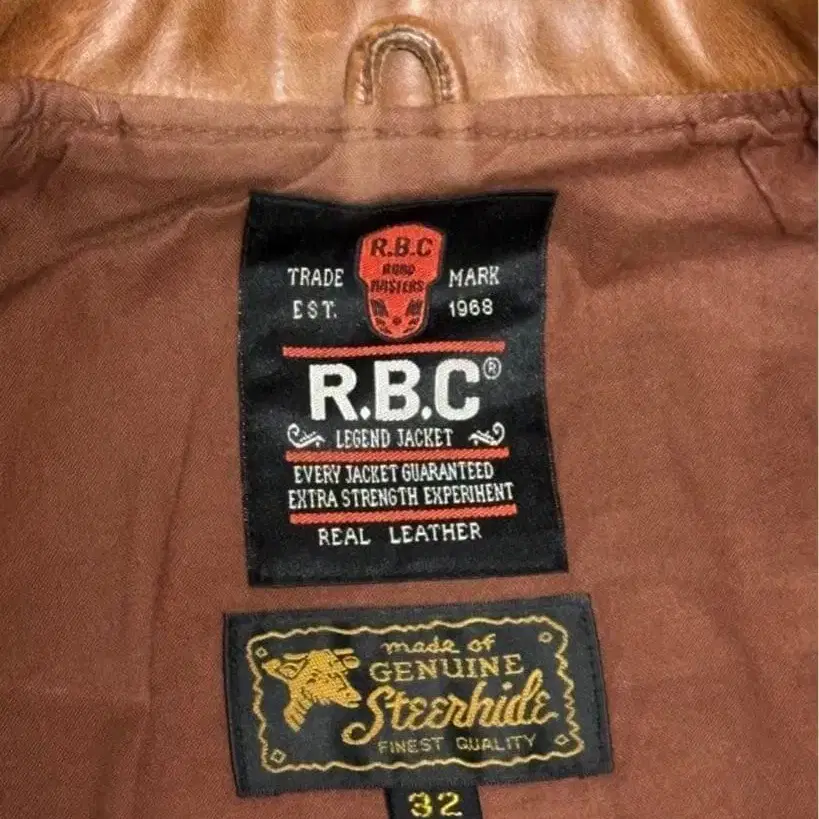 R.B.C
ROAD
MASTERS
TRADE MARK
EST. 1968
R.B.C®
LEGEND JACKET
EVERY JACKET GUARANTEED
EXTRA STRENGTH EXPERIHENT
REAL LEATHER
made of
GENUINE
Steerhide
FINEST QUALITY
32